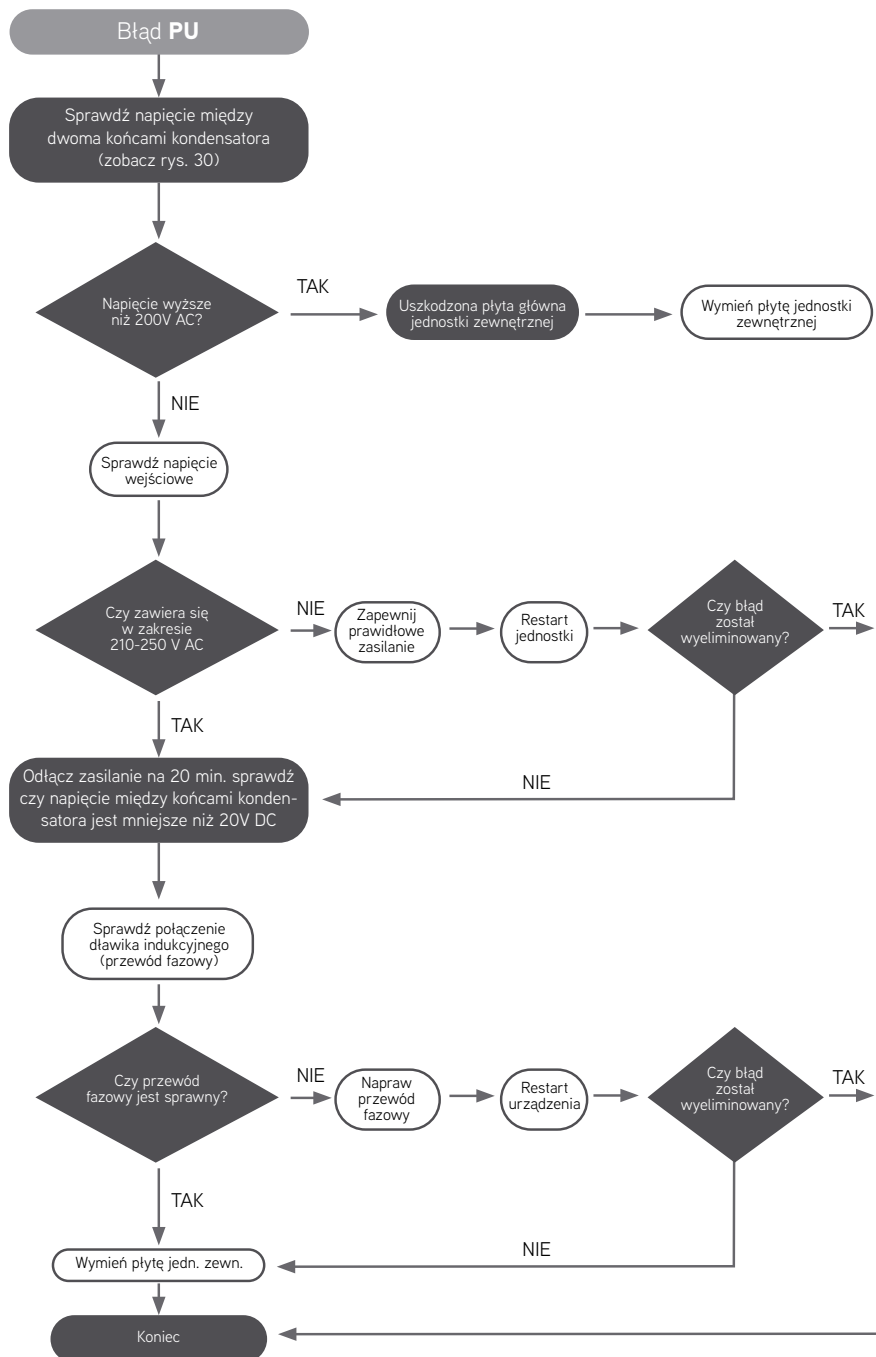 Błąd PU
Sprawdź napięcie między
dwoma końcami kondensatora
(zobacz rys. 30)
Napięcie wyższe
niż 200V AC?
TAK
Uszkodzona płyta główna
jednostki zewnętrznej
Wymień płytę jednostki
zewnętrznej
NIE
Sprawdź napięcie
wejściowe
Czy zawiera się
w zakresie
210-250 V AC
NIE
Zapewnij
prawidłowe
zasilanie
Restart
jednostki
Czy błąd
został
wyeliminowany?
TAK
TAK
NIE
Odłącz zasilanie na 20 min. sprawdź
czy napięcie między końcami konden-
satora jest mniejsze niż 20V DC
Sprawdź połączenie
dławika indukcyjnego
(przewód fazowy)
Czy przewód
fazowy jest sprawny?
NIE
Napraw
przewód
fazowy
Restart
urządzenia
Czy błąd
został
wyeliminowany?
TAK
TAK
NIE
Wymień płytę jedn. zewn.
Koniec